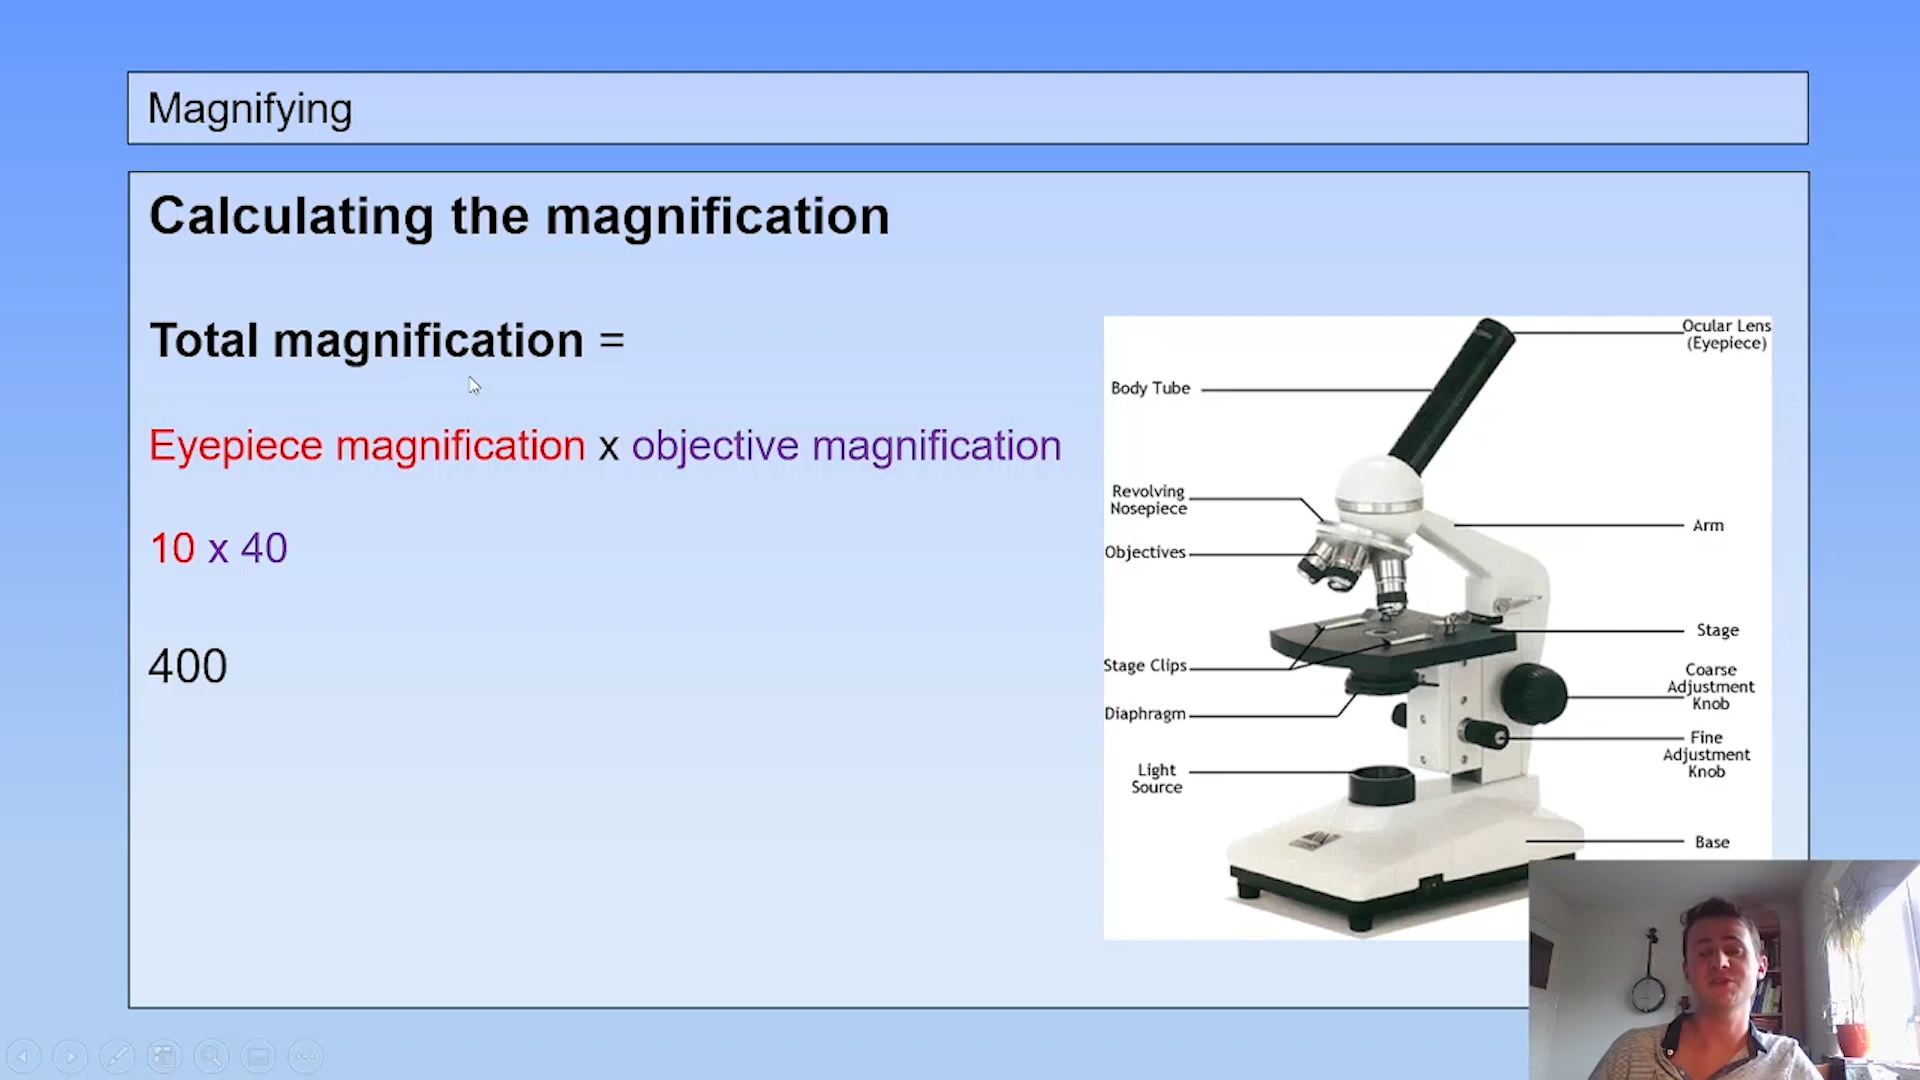 Magnifying
Calculating the magnification
Total magnification =
Eyepiece magnification x objective magnification
10 x 40
400
Ocular Lens
(Eyepiece)
Body Tube
Revolving
Nosepiece
Arm
Objectives
Stage
Stage Clips
Coarse
Adjustment
Knob
Diaphragm
Fine
Adjustment
Knob
Light
Source
Base